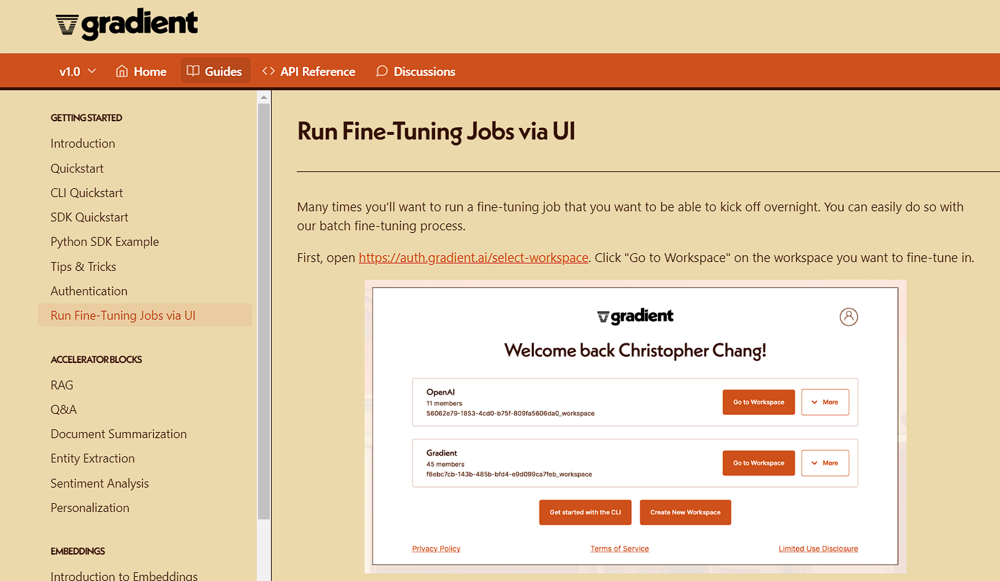 gradient
v1.0 Home Guides API Reference Discussions
GETTING STARTED
Introduction
Quickstart
CLI Quickstart
SDK Quickstart
Python SDK Example
Tips & Tricks
Authentication
Run Fine-Tuning Jobs via UI
ACCELERATOR BLOCKS
RAG
Q&A
Document Summarization
Entity Extraction
Sentiment Analysis
Personalization
EMBEDDINGS
Introduction to Embeddings
Run Fine-Tuning Jobs via UI
Many times you'll want to run a fine-tuning job that you want to be able to kick off overnight. You can easily do so with
our batch fine-tuning process.
First, open https://auth.gradient.ai/select-workspace. Click "Go to Workspace" on the workspace you want to fine-tune in.
gradient
Welcome back Christopher Chang!
OpenAI
11 members
56062e79-1853-4cd0-b75f-809fa5606da0_workspace
Go to Workspace More
Gradient
45 members
f6ebc7cb-143b-485b-bfd4-e9d099ca7feb_workspace
Go to Workspace More
Get started with the CLI Create New Workspace
Privacy Policy Terms of Service Limited Use Disclosure